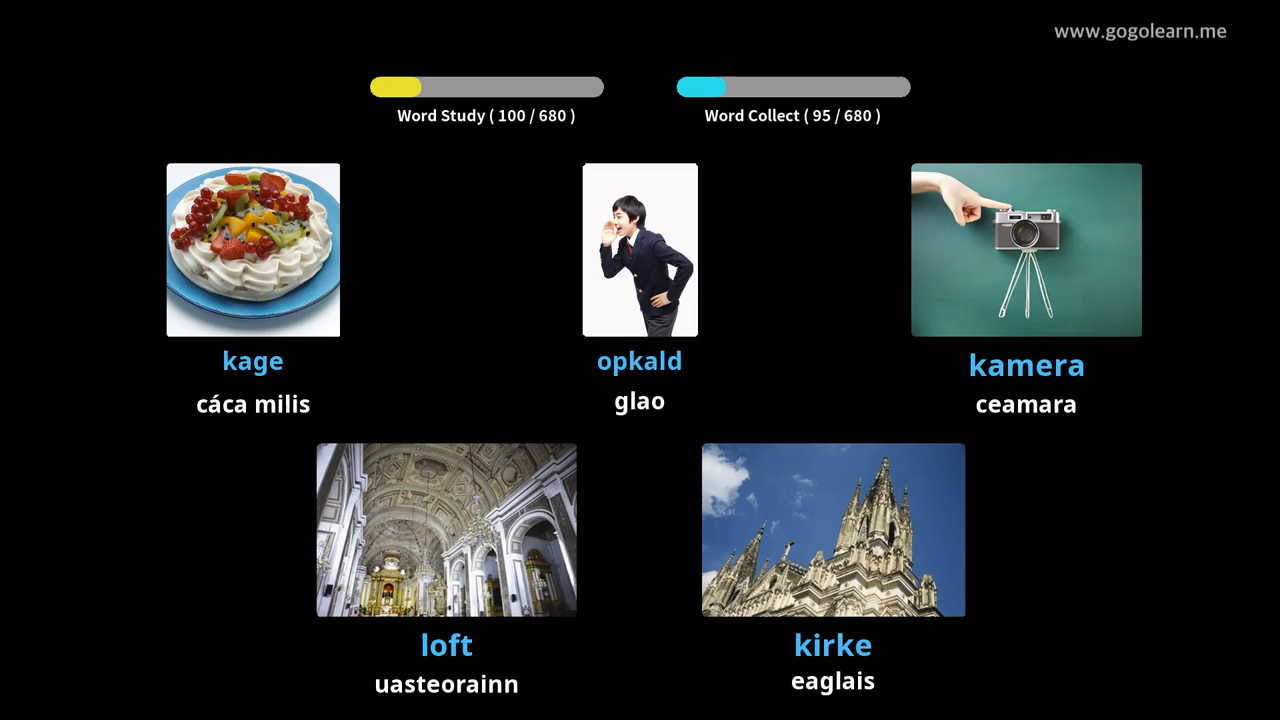 www.gogolearn.me
Word Study ( 100 / 680 )
Word Collect ( 95 / 680 )
kage
cáca milis
opkald
glao
kamera
ceamara
loft
uasteorainn
kirke
eaglais